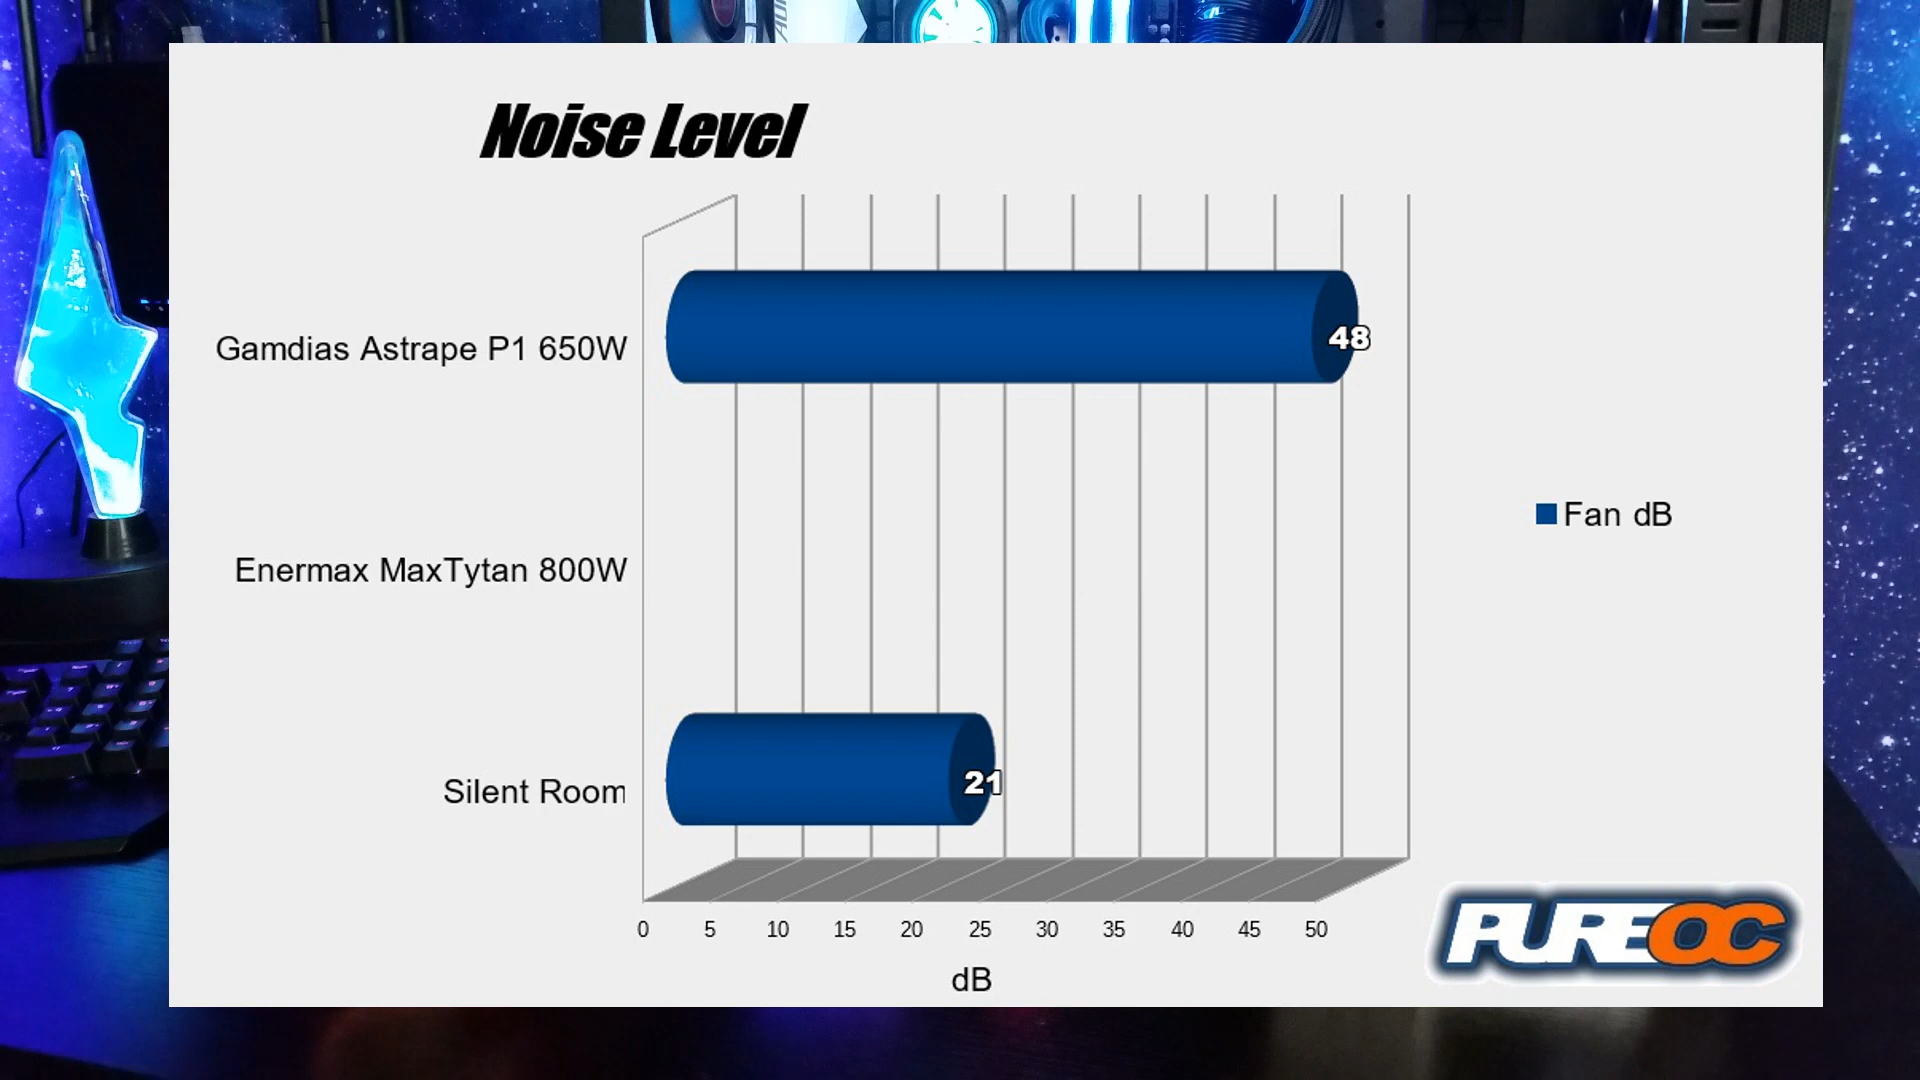 Noise Level
Gamdias Astrape P1 650W
48
Enermax MaxTytan 800W
Fan dB
Silent Room
21
0 5 10 15 20 25 30 35 40 45 50
dB
PUREOC